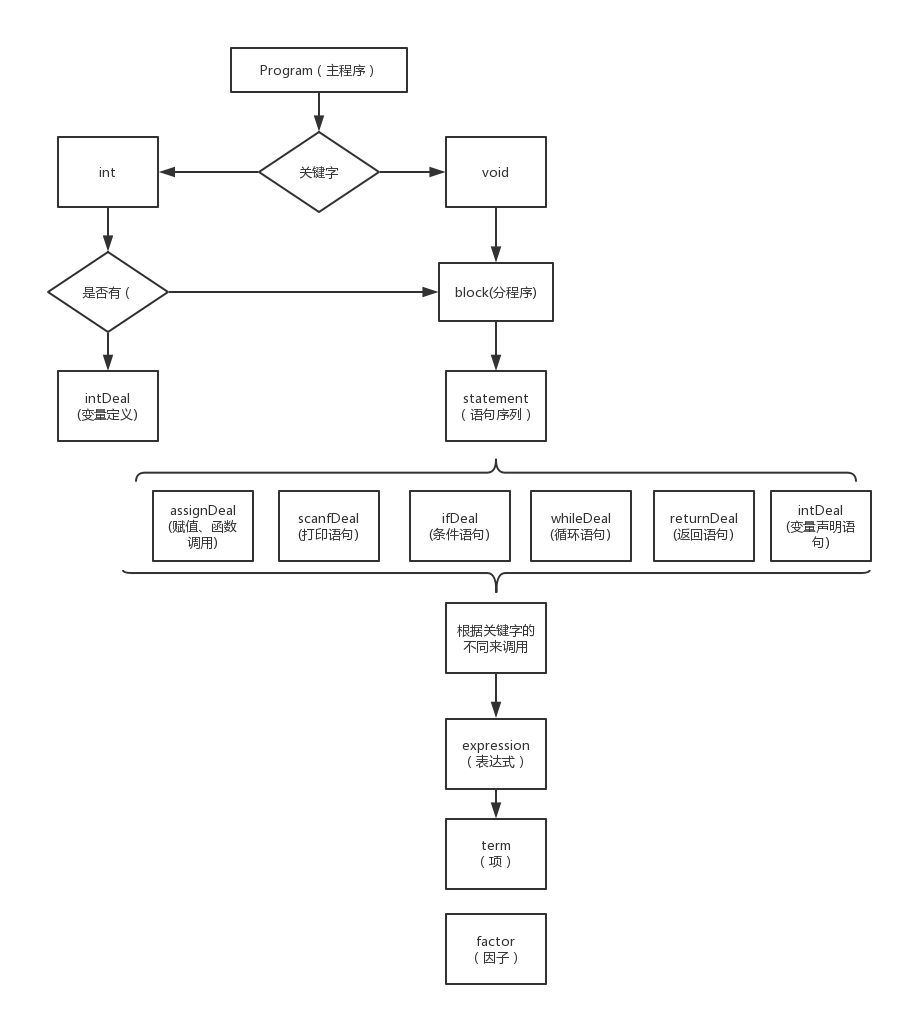 Program（主程序）
int
关键字
void
是否有（
block(分程序)
intDeal
(变量定义)
statement
（语句序列）
assignDeal
(赋值、函数
调用)
scanfDeal
(打印语句)
ifDeal
(条件语句)
whileDeal
(循环语句)
returnDeal
(返回语句)
intDeal
(变量声明语
句)
根据关键字的
不同来调用
expression
（表达式）
term
（项）
factor
（因子）